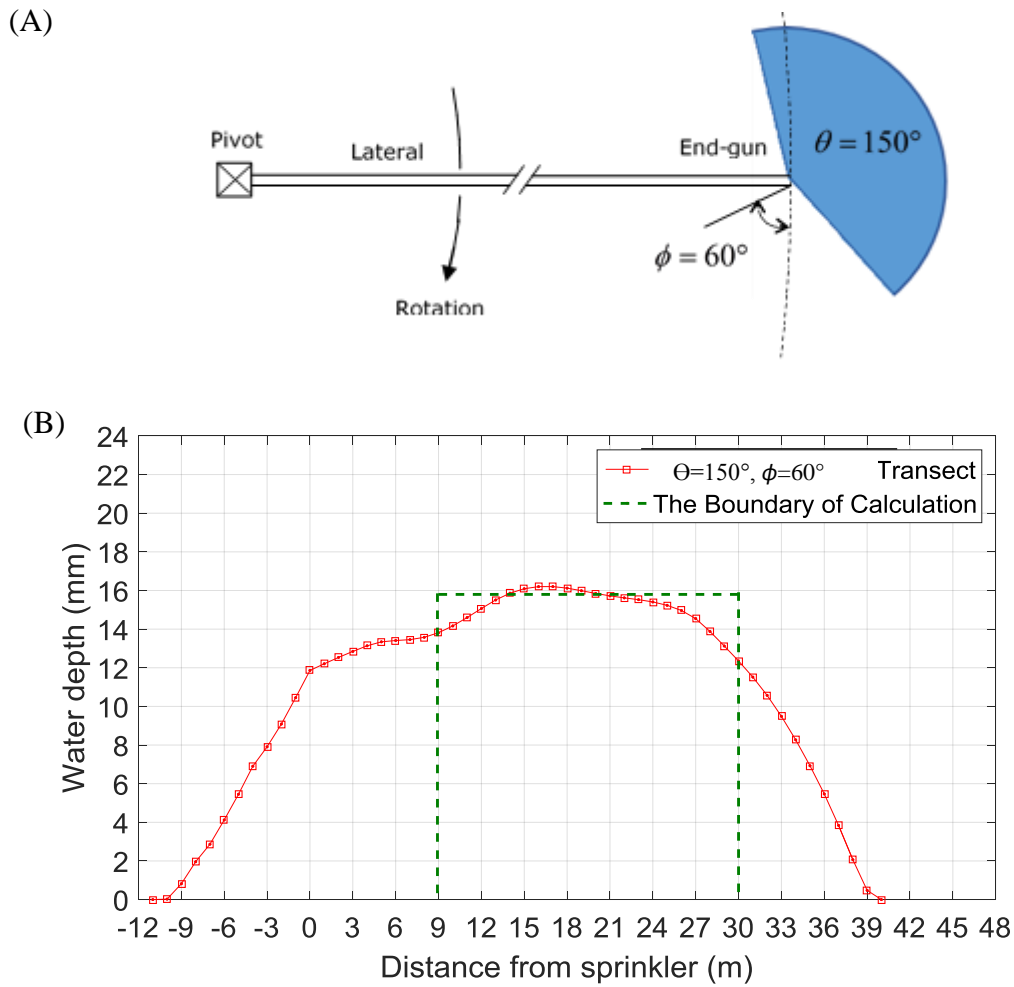 (A)
Pivot
Lateral
End-gun
θ = 150°
ϕ = 60°
Rotation
(B)
24
22
20
18
16
14
12
10
8
6
4
2
0
Water depth (mm)
Ө=150°, ϕ=60° Transect
The Boundary of Calculation
-12 -9 -6 -3 0 3 6 9 12 15 18 21 24 27 30 33 36 39 42 45 48
Distance from sprinkler (m)